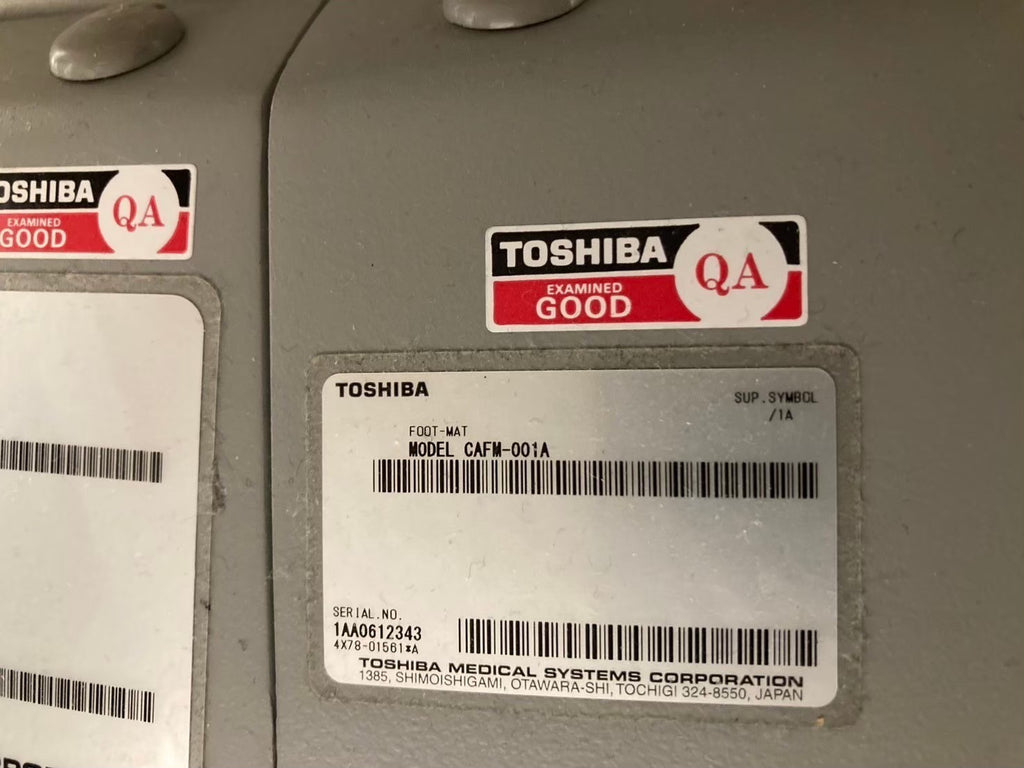 TOSHIBA
QA
EXAMINED
GOOD
TOSHIBA
QA
EXAMINED
GOOD
TOSHIBA
SUP.SYMBOL
/1A
FOOT-MAT
MODEL CAFM-001A
SERIAL.NO.
1AA0612343
4X78-01561*A
TOSHIBA MEDICAL SYSTEMS CORPORATION
1385, SHIMOISHIGAMI, OTAWARA-SHI, TOCHIGI 324-8550, JAPAN